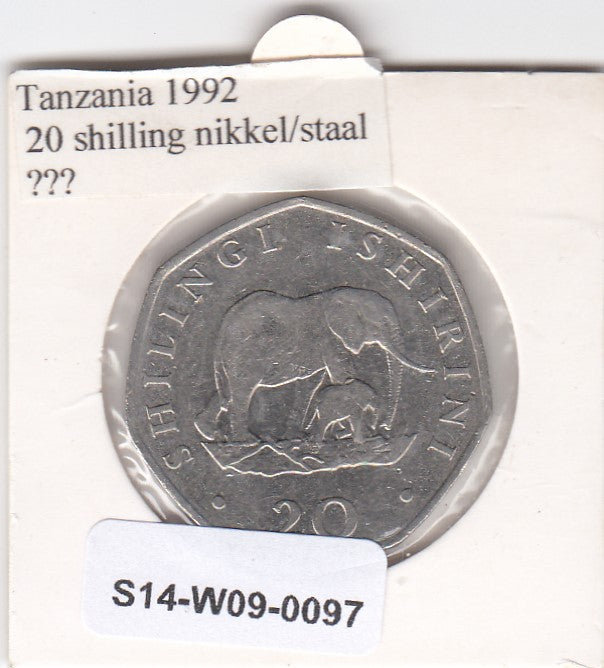 Tanzania 1992
20 shilling nikkel/staal
???
SHILINGI ISHIRINI
20
S14-W09-0097